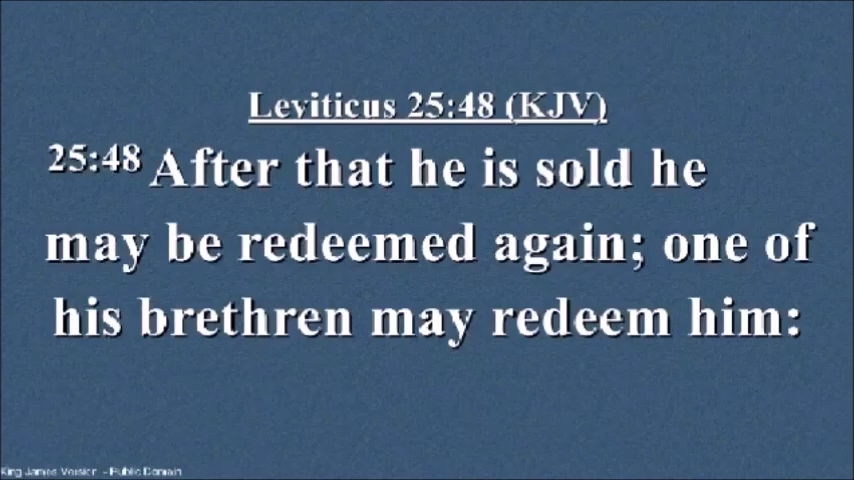 Leviticus 25:48 (KJV)
25:48 After that he is sold he
may be redeemed again; one of
his brethren may redeem him:
King James Version - Public Domain